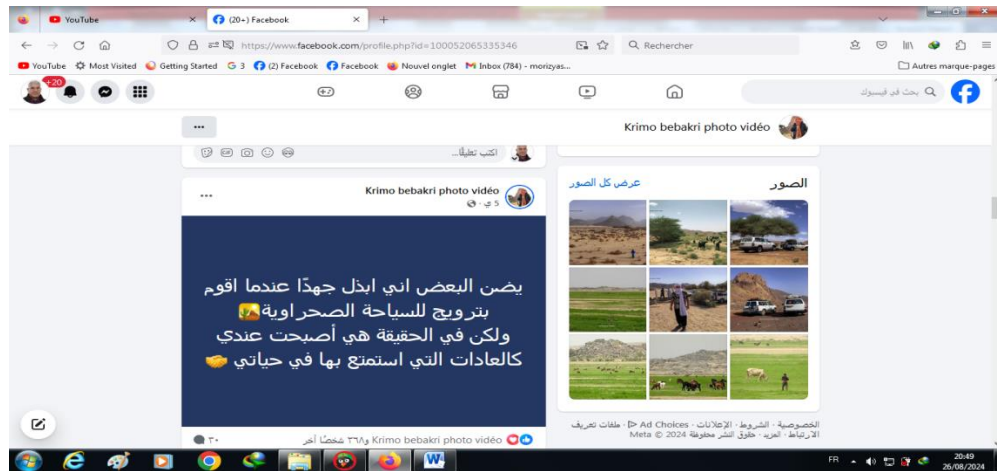 YouTube
(20+) Facebook
https://www.facebook.com/profile.php?id=100052065335346
Rechercher
YouTube Most Visited Getting Started G 3 (2) Facebook Facebook Nouvel onglet Inbox (784) - morizyas...
Autres marque-pages
+20
بحث في فيسبوك
Krimo bebakri photo vidéo
اكتب تعليقًا...
Krimo bebakri photo vidéo
5 ي
يضن البعض اني ابذل جهدًا عندما اقوم
بترويج للسياحة الصحراوية
ولكن في الحقيقة هي أصبحت عندي
كالعادات التي استمتع بها في حياتي
Krimo bebakri photo vidéo و٣٦٨ شخصًا آخر
٣٠
الصور
عرض كل الصور
الخصوصية · الشروط · الإعلانات · Ad Choices · ملفات تعريف
الارتباط · المزيد · حقوق النشر محفوظة Meta © 2024
FR
20:49
26/08/2024